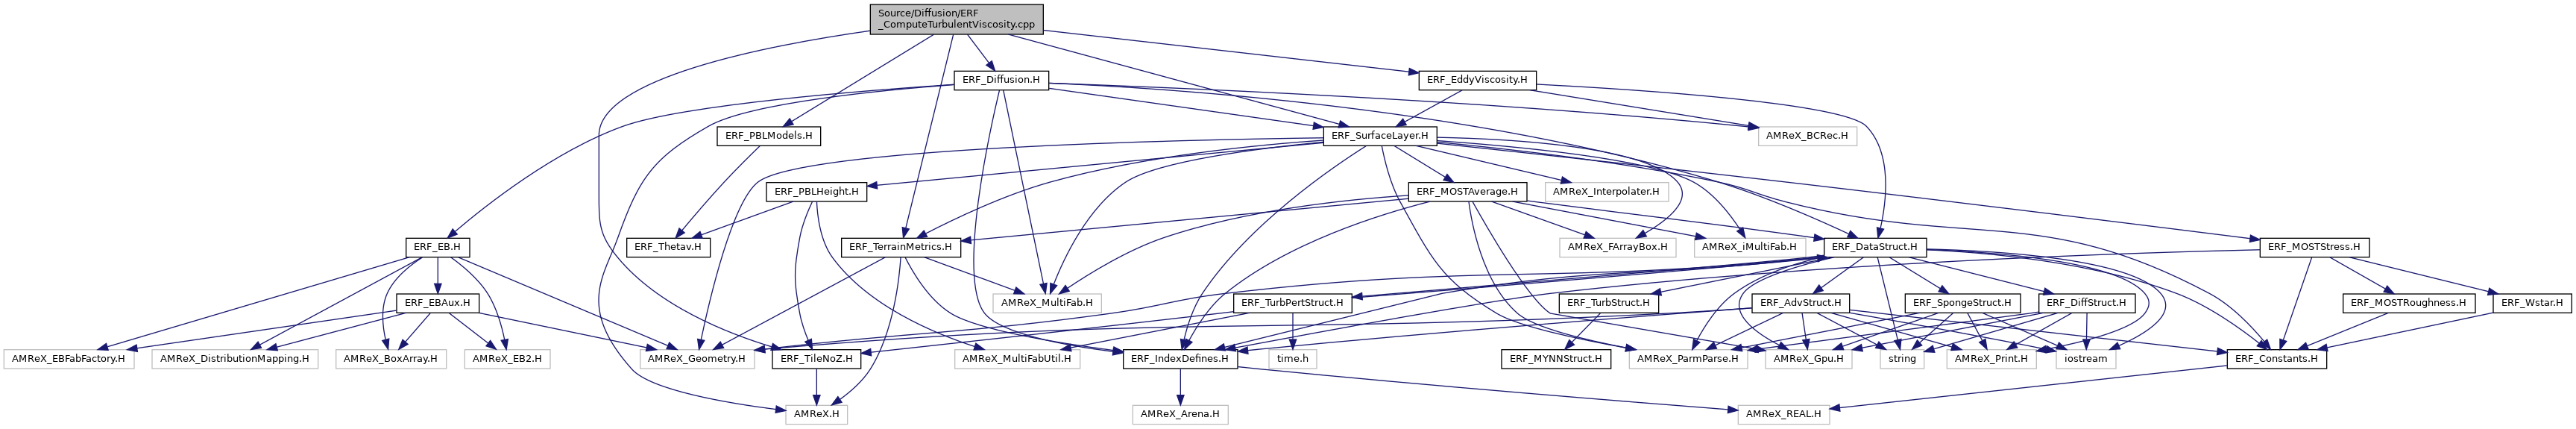 Source/Diffusion/ERF
_ComputeTurbulentViscosity.cpp
ERF_Diffusion.H
ERF_EddyViscosity.H
ERF_PBLModels.H
ERF_SurfaceLayer.H
AMReX_BCRec.H
ERF_PBLHeight.H
ERF_MOSTAverage.H
AMReX_Interpolater.H
ERF_EB.H
ERF_Thetav.H
ERF_TerrainMetrics.H
AMReX_FArrayBox.H
AMReX_iMultiFab.H
ERF_DataStruct.H
ERF_MOSTStress.H
ERF_EBAux.H
AMReX_MultiFab.H
ERF_TurbPertStruct.H
ERF_TurbStruct.H
ERF_AdvStruct.H
ERF_SpongeStruct.H
ERF_DiffStruct.H
ERF_MOSTRoughness.H
ERF_Wstar.H
AMReX_EBFabFactory.H
AMReX_DistributionMapping.H
AMReX_BoxArray.H
AMReX_EB2.H
AMReX_Geometry.H
ERF_TileNoZ.H
AMReX_MultiFabUtil.H
ERF_IndexDefines.H
time.h
ERF_MYNNStruct.H
AMReX_ParmParse.H
AMReX_Gpu.H
string
AMReX_Print.H
iostream
ERF_Constants.H
AMReX.H
AMReX_Arena.H
AMReX_REAL.H